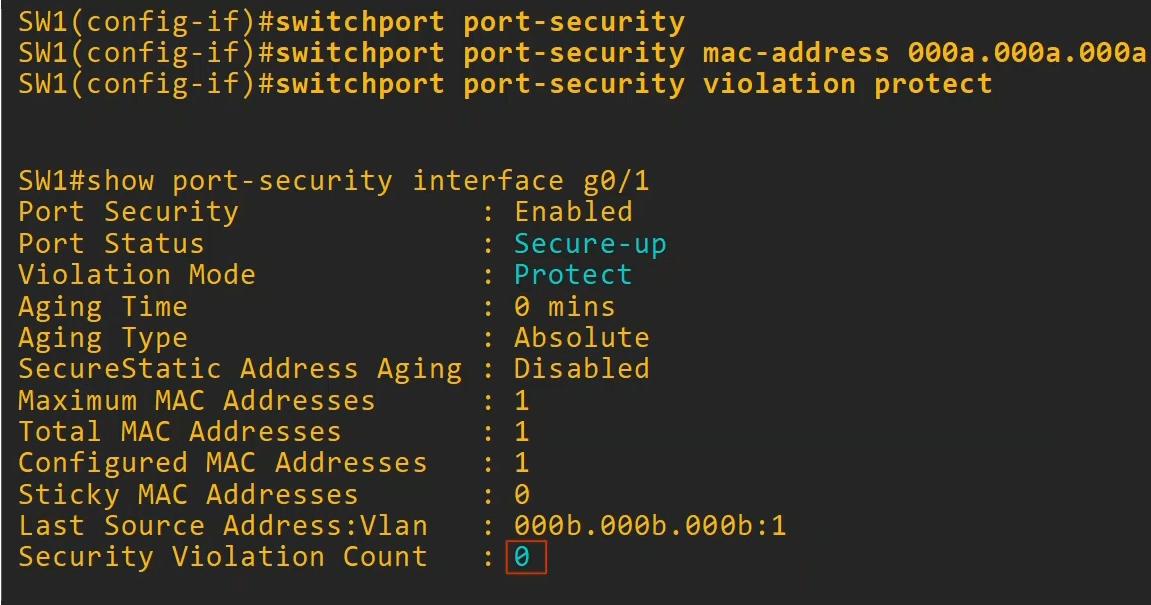 SW1(config-if)#switchport port-security
SW1(config-if)#switchport port-security mac-address 000a.000a.000a
SW1(config-if)#switchport port-security violation protect
SW1#show port-security interface g0/1
Port Security : Enabled
Port Status : Secure-up
Violation Mode : Protect
Aging Time : 0 mins
Aging Type : Absolute
SecureStatic Address Aging : Disabled
Maximum MAC Addresses : 1
Total MAC Addresses : 1
Configured MAC Addresses : 1
Sticky MAC Addresses : 0
Last Source Address:Vlan : 000b.000b.000b:1
Security Violation Count : 0